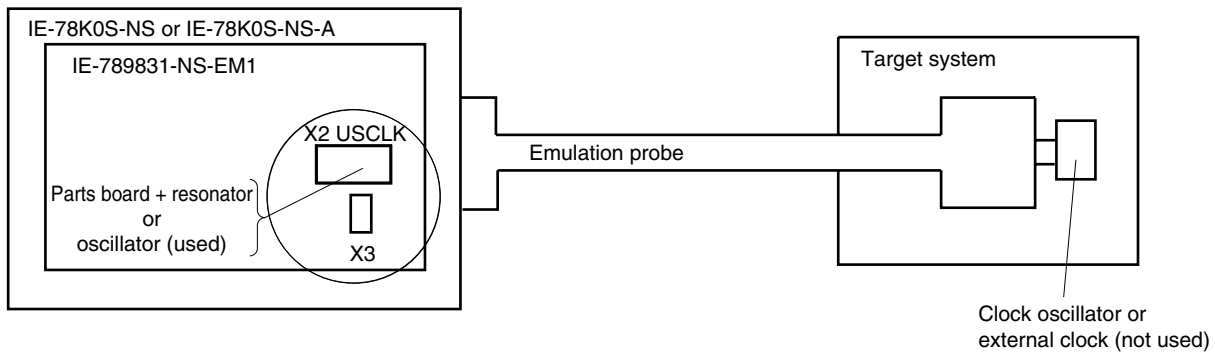 IE-78K0S-NS or IE-78K0S-NS-A
IE-789831-NS-EM1
X2 USCLK
Parts board + resonator
or
oscillator (used)
X3
Emulation probe
Target system
Clock oscillator or
external clock (not used)